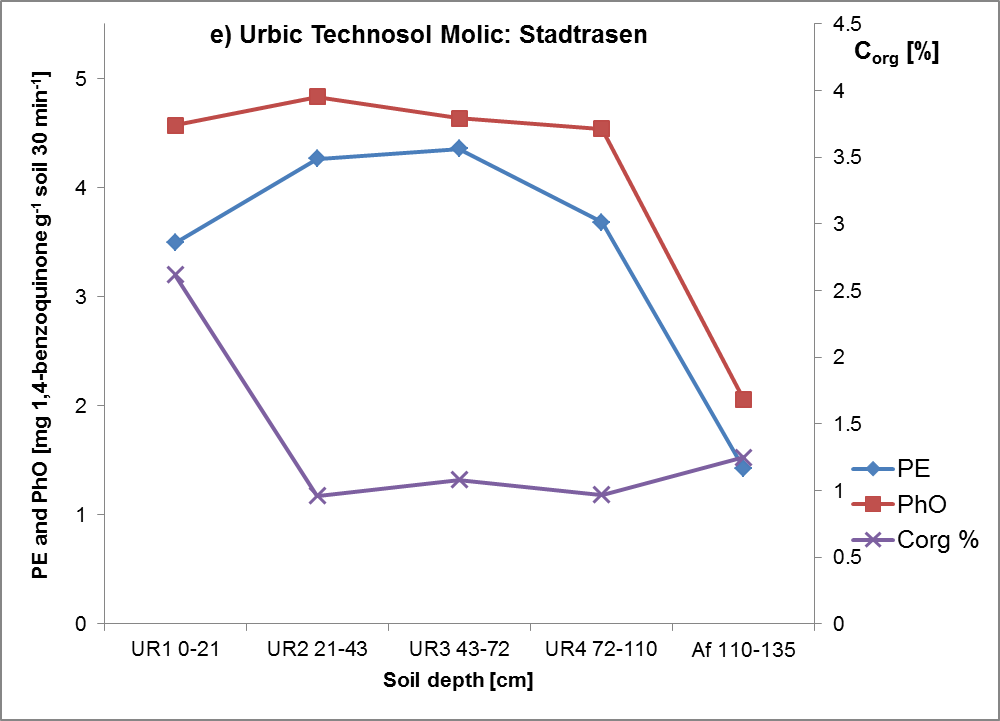 e) Urbic Technosol Molic: Stadtrasen
PE and PhO [mg 1,4-benzoquinone g⁻¹ soil 30 min⁻¹]
5
4
3
2
1
0
4.5
4
3.5
3
2.5
2
1.5
1
0.5
0
Corg [%]
PE
PhO
Corg %
UR1 0-21 UR2 21-43 UR3 43-72 UR4 72-110 Af 110-135
Soil depth [cm]